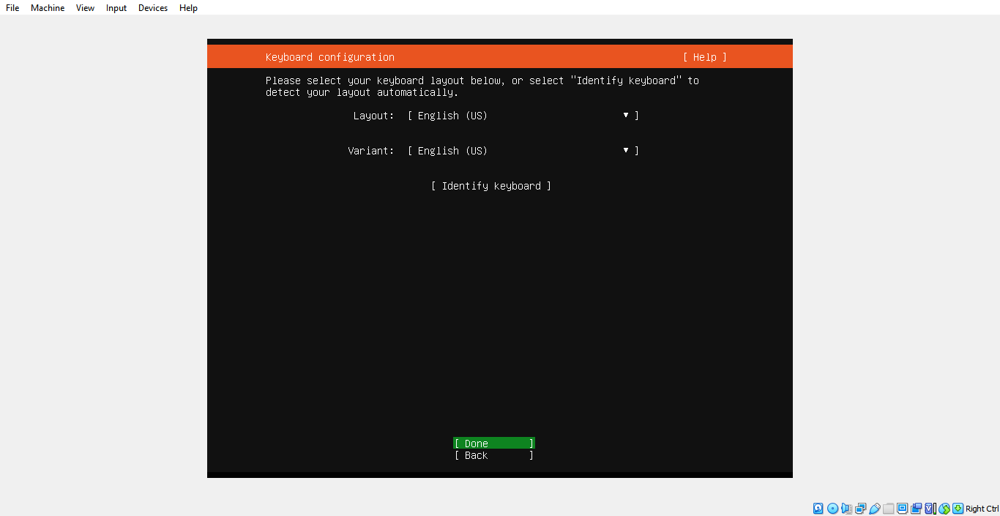 File Machine View Input Devices Help
Keyboard configuration [ Help ]
Please select your keyboard layout below, or select "Identify keyboard" to
detect your layout automatically.
Layout: [ English (US) ▼ ]
Variant: [ English (US) ▼ ]
[ Identify keyboard ]
[ Done ]
[ Back ]
Right Ctrl